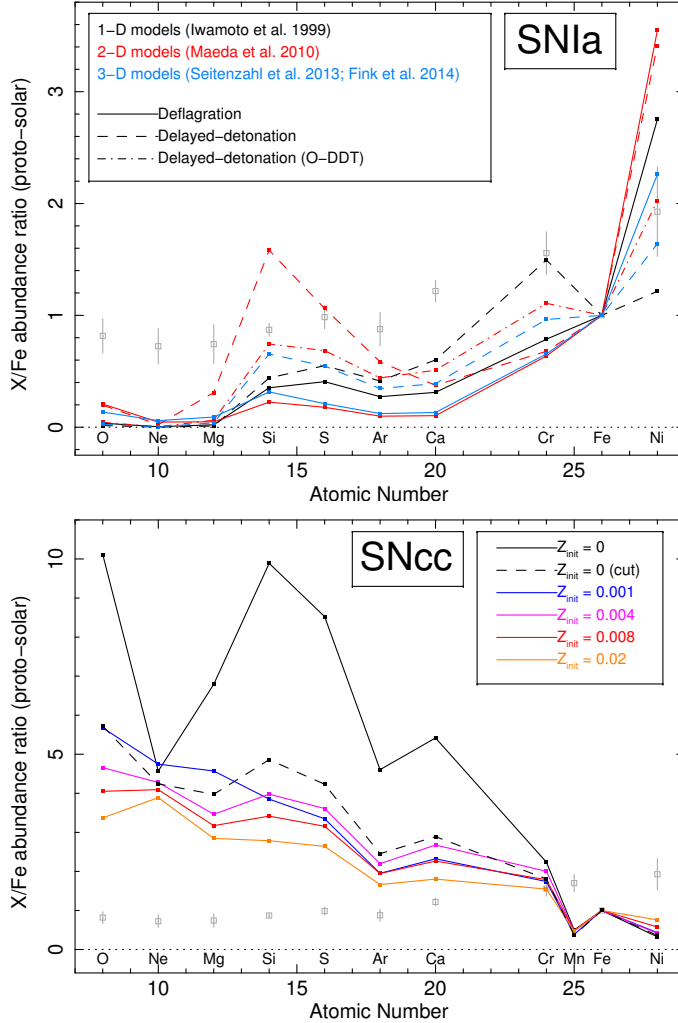 SNIa
1−D models (Iwamoto et al. 1999)
2−D models (Maeda et al. 2010)
3−D models (Seitenzahl et al. 2013; Fink et al. 2014)
Deflagration
Delayed−detonation
Delayed−detonation (O−DDT)
X/Fe abundance ratio (proto−solar)
3
2
1
0
O Ne Mg Si S Ar Ca Cr Fe Ni
10 15 20 25
Atomic Number
SNcc
Z_init = 0
Z_init = 0 (cut)
Z_init = 0.001
Z_init = 0.004
Z_init = 0.008
Z_init = 0.02
X/Fe abundance ratio (proto−solar)
10
5
0
O Ne Mg Si S Ar Ca Cr Mn Fe Ni
10 15 20 25
Atomic Number